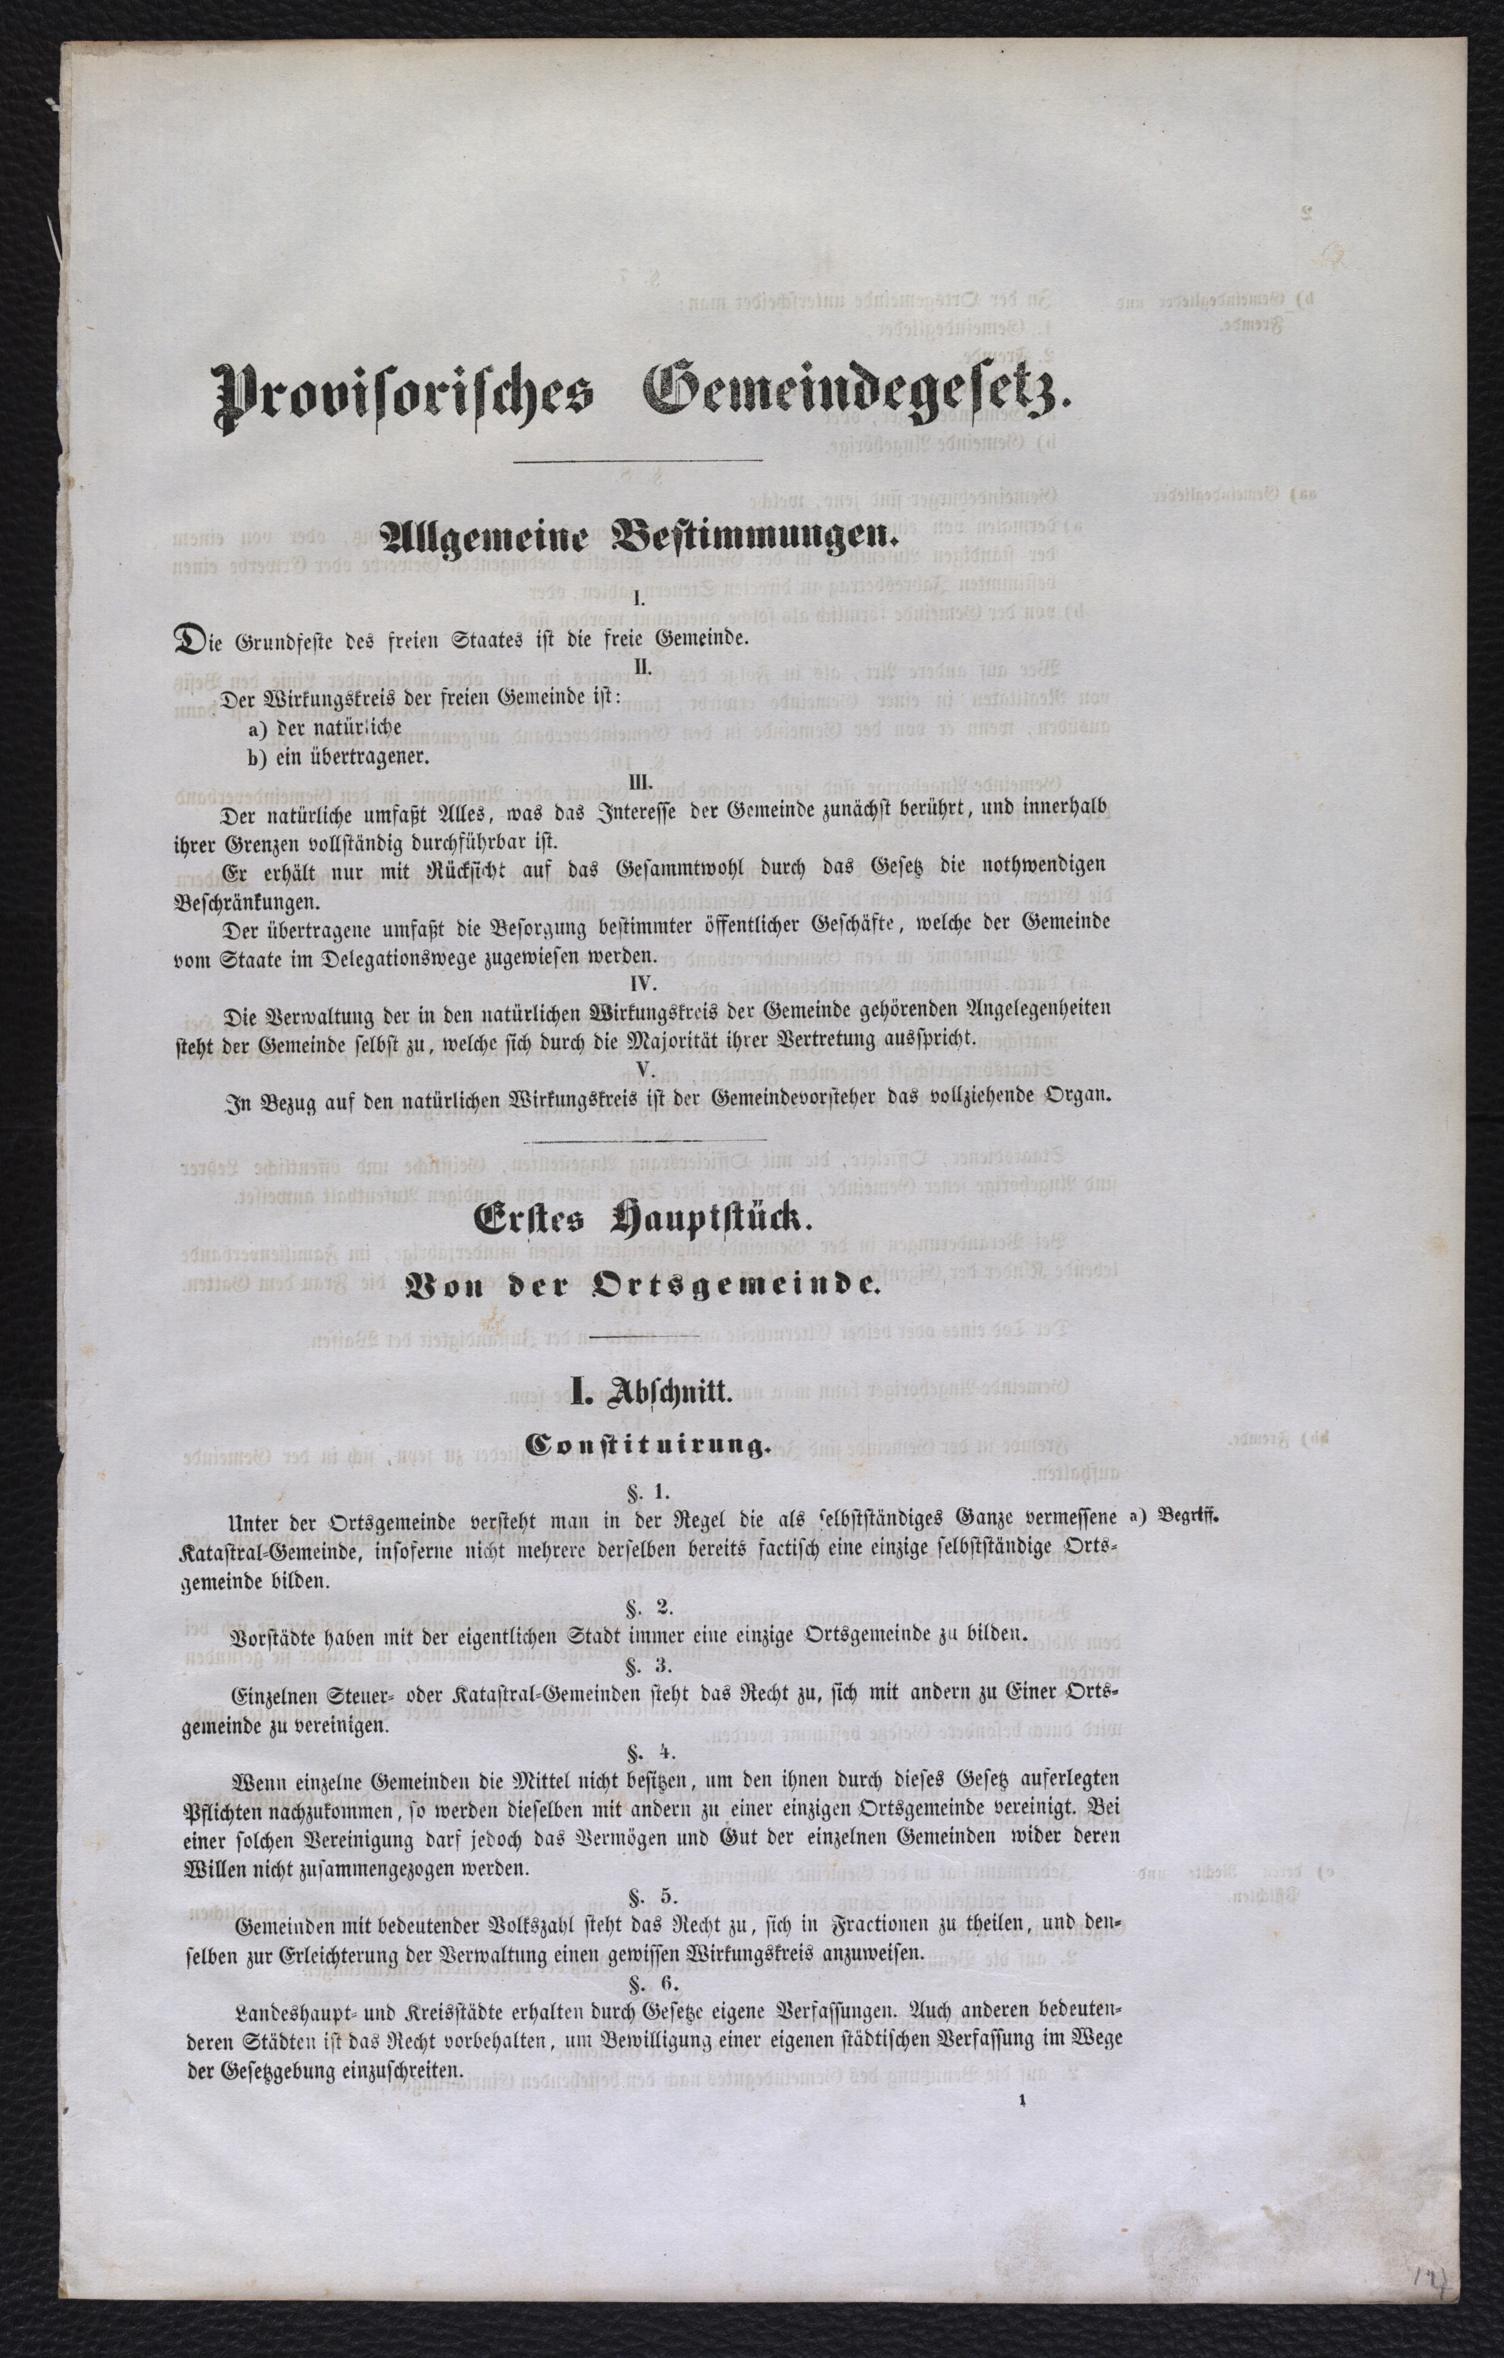 Provisorisches Gemeindegesetz.
Allgemeine Bestimmungen.
I.
Die Grundfeste des freien Staates ist die freie Gemeinde.
II.
Der Wirkungskreis der freien Gemeinde ist:
a) der natürliche
b) ein übertragener.
III.
Der natürliche umfaßt Alles, was das Interesse der Gemeinde zunächst berührt, und innerhalb
ihrer Grenzen vollständig durchführbar ist.
Er erhält nur mit Rücksicht auf das Gesammtwohl durch das Gesetz die nothwendigen
Beschränkungen.
Der übertragene umfaßt die Besorgung bestimmter öffentlicher Geschäfte, welche der Gemeinde
vom Staate im Delegationswege zugewiesen werden.
IV.
Die Verwaltung der in den natürlichen Wirkungskreis der Gemeinde gehörenden Angelegenheiten
steht der Gemeinde selbst zu, welche sich durch die Majorität ihrer Vertretung ausspricht.
V.
In Bezug auf den natürlichen Wirkungskreis ist der Gemeindevorsteher das vollziehende Organ.
Erstes Hauptstück.
Von der Ortsgemeinde.
I. Abschnitt.
Constituirung.
§. 1.
Unter der Ortsgemeinde versteht man in der Regel die als selbstständiges Ganze vermessene a) Begriff.
Katastral-Gemeinde, insoferne nicht mehrere derselben bereits factisch eine einzige selbstständige Orts-
gemeinde bilden.
§. 2.
Vorstädte haben mit der eigentlichen Stadt immer eine einzige Ortsgemeinde zu bilden.
§. 3.
Einzelnen Steuer- oder Katastral-Gemeinden steht das Recht zu, sich mit andern zu Einer Orts-
gemeinde zu vereinigen.
§. 4.
Wenn einzelne Gemeinden die Mittel nicht besitzen, um den ihnen durch dieses Gesetz auferlegten
Pflichten nachzukommen, so werden dieselben mit andern zu einer einzigen Ortsgemeinde vereinigt. Bei
einer solchen Vereinigung darf jedoch das Vermögen und Gut der einzelnen Gemeinden wider deren
Willen nicht zusammengezogen werden.
§. 5.
Gemeinden mit bedeutender Volkszahl steht das Recht zu, sich in Fractionen zu theilen, und den-
selben zur Erleichterung der Verwaltung einen gewissen Wirkungskreis anzuweisen.
§. 6.
Landeshaupt- und Kreisstädte erhalten durch Gesetze eigene Verfassungen. Auch anderen bedeuten-
deren Städten ist das Recht vorbehalten, um Bewilligung einer eigenen städtischen Verfassung im Wege
der Gesetzgebung einzuschreiten.
1